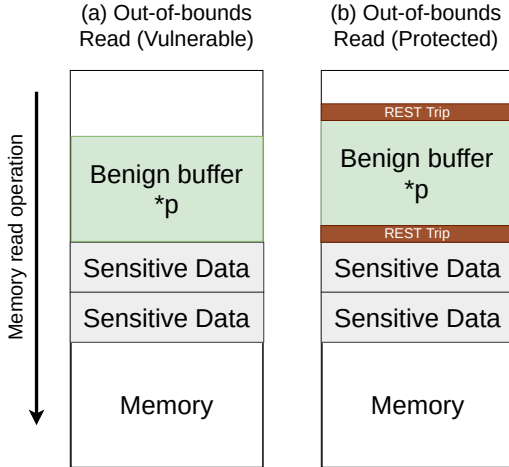 (a) Out-of-bounds
Read (Vulnerable)
(b) Out-of-bounds
Read (Protected)
Memory read operation
Benign buffer
*p
Sensitive Data
Sensitive Data
Memory
REST Trip
Benign buffer
*p
REST Trip
Sensitive Data
Sensitive Data
Memory